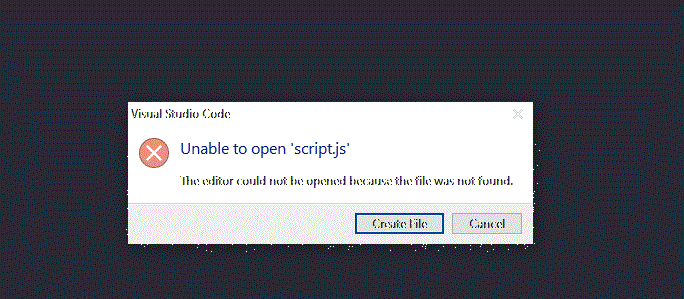 Visual Studio Code
Unable to open 'script.js'
The editor could not be opened because the file was not found.
Create File
Cancel